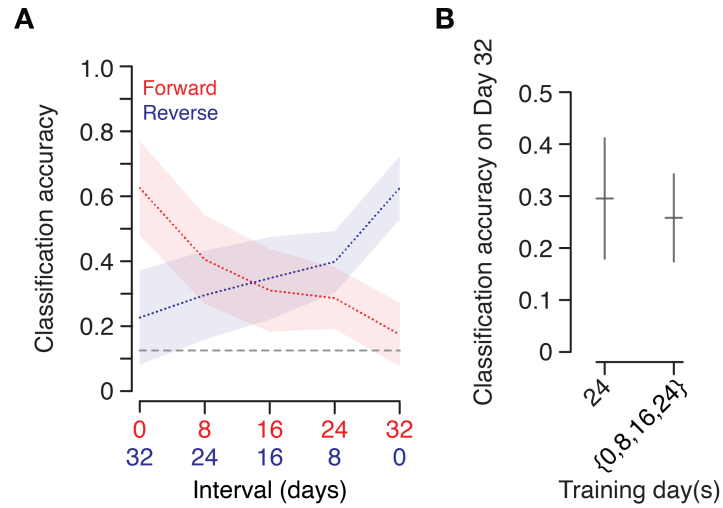 A
Classification accuracy
1.0
0.8
0.6
0.4
0.2
0
Forward
Reverse
0 8 16 24 32
32 24 16 8 0
Interval (days)
B
Classification accuracy on Day 32
0.5
0.4
0.3
0.2
0.1
0
24
{0,8,16,24}
Training day(s)